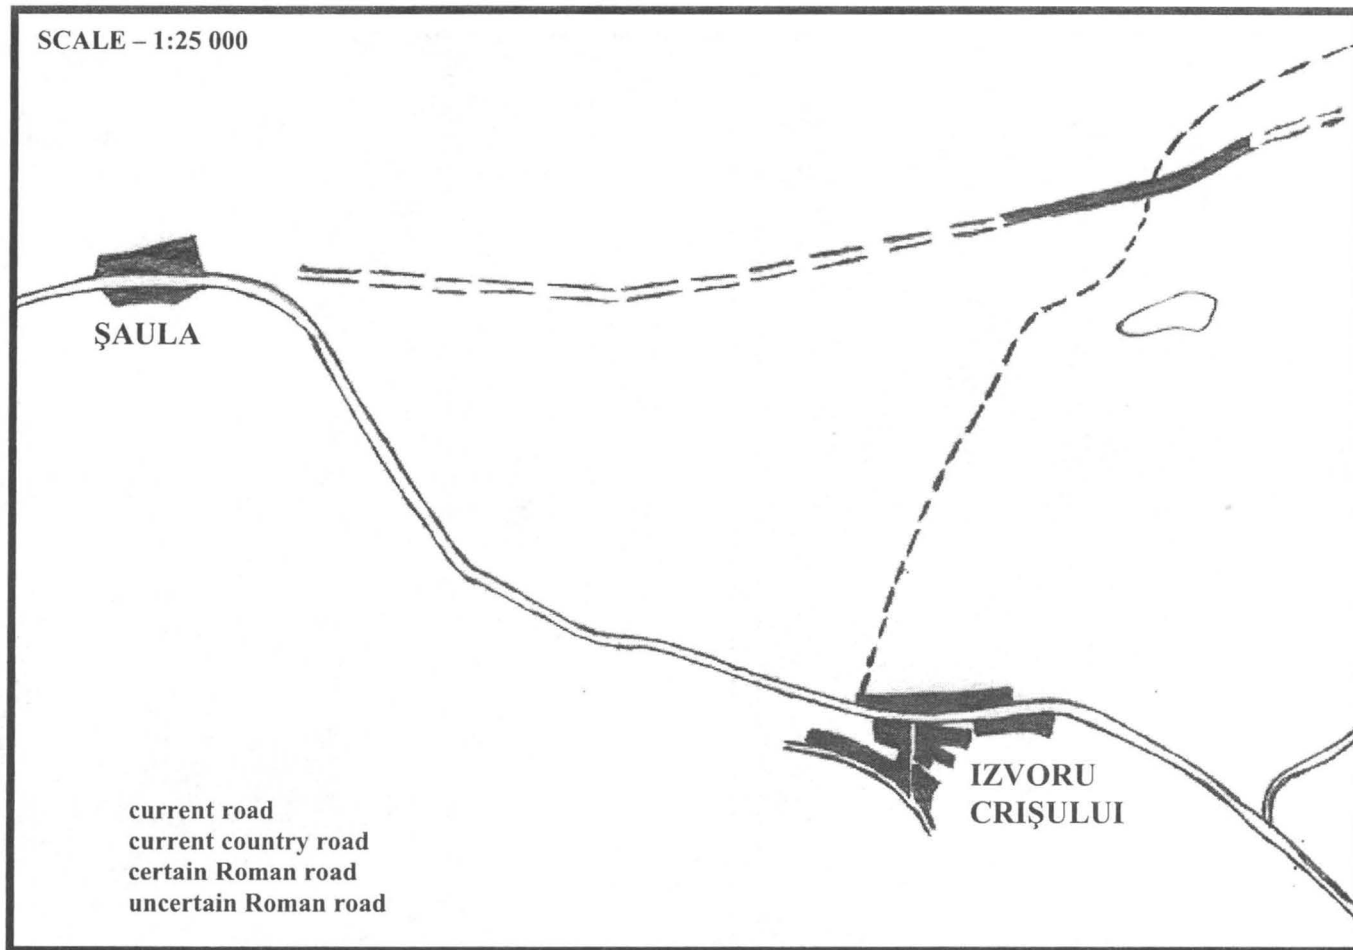 SCALE – 1:25 000
ŞAULA
IZVORU
CRIŞULUI
current road
current country road
certain Roman road
uncertain Roman road